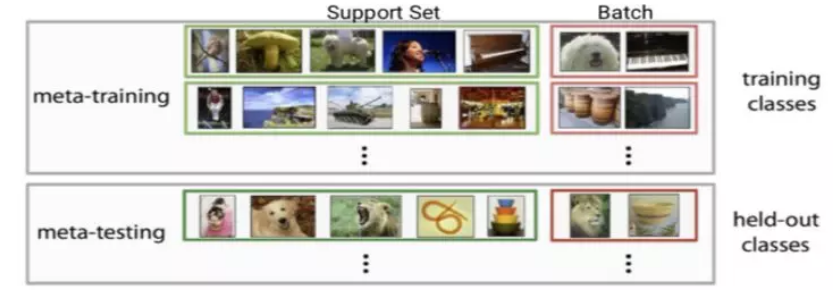 Support Set
Batch
meta-training
training
classes
meta-testing
held-out
classes